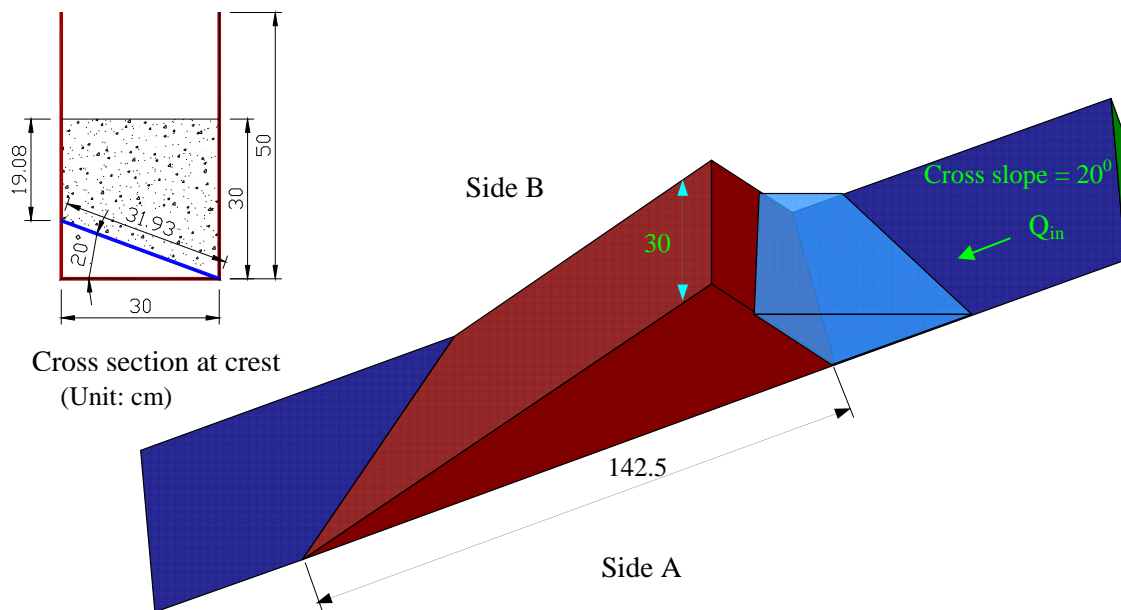 50
30
19.08
31.93
20°
30
Cross section at crest
(Unit: cm)
Side B
30
Cross slope = 20⁰
Qin
142.5
Side A